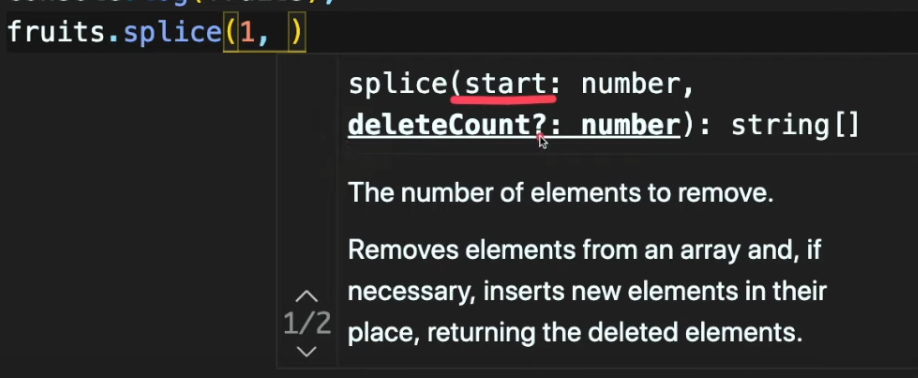 fruits.splice(1, )
splice(start: number,
deleteCount?: number): string[]
The number of elements to remove.
Removes elements from an array and, if
necessary, inserts new elements in their
1/2
place, returning the deleted elements.